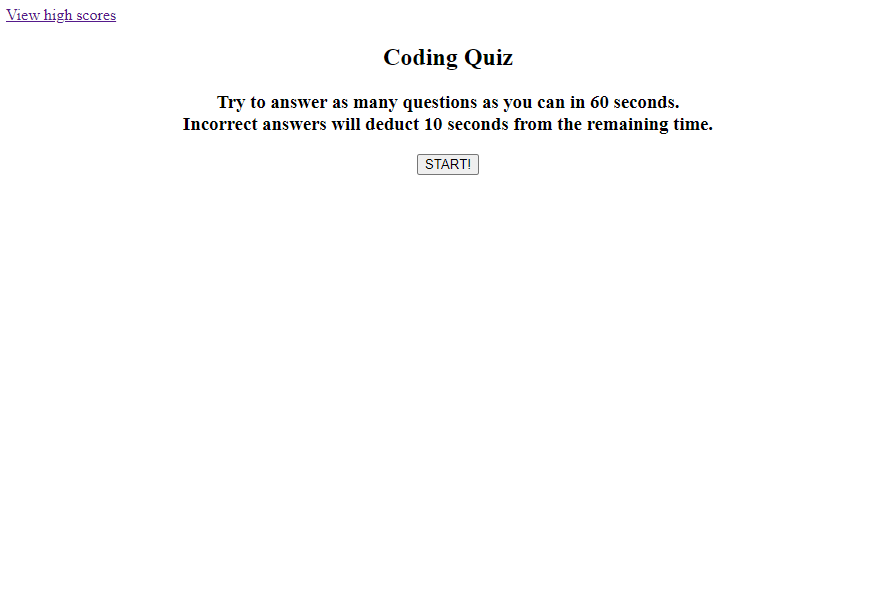 View high scores
Coding Quiz
Try to answer as many questions as you can in 60 seconds.
Incorrect answers will deduct 10 seconds from the remaining time.
START!